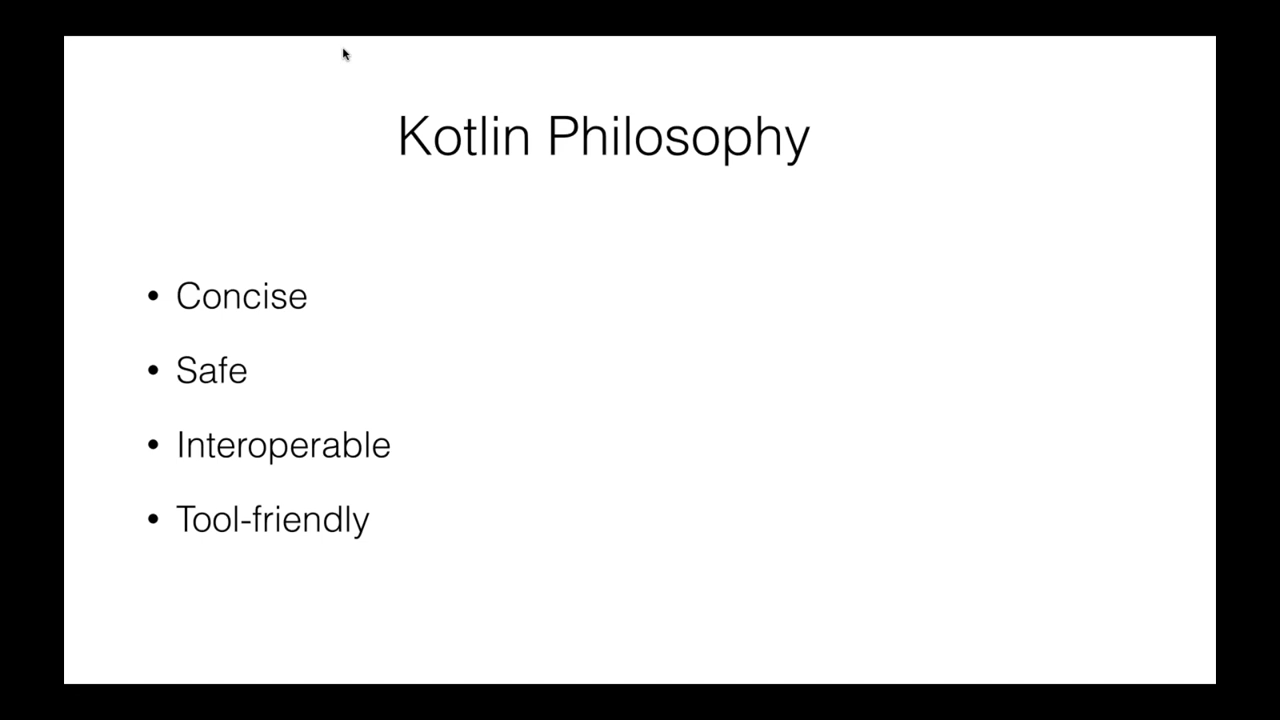 Kotlin Philosophy
• Concise
• Safe
• Interoperable
• Tool-friendly